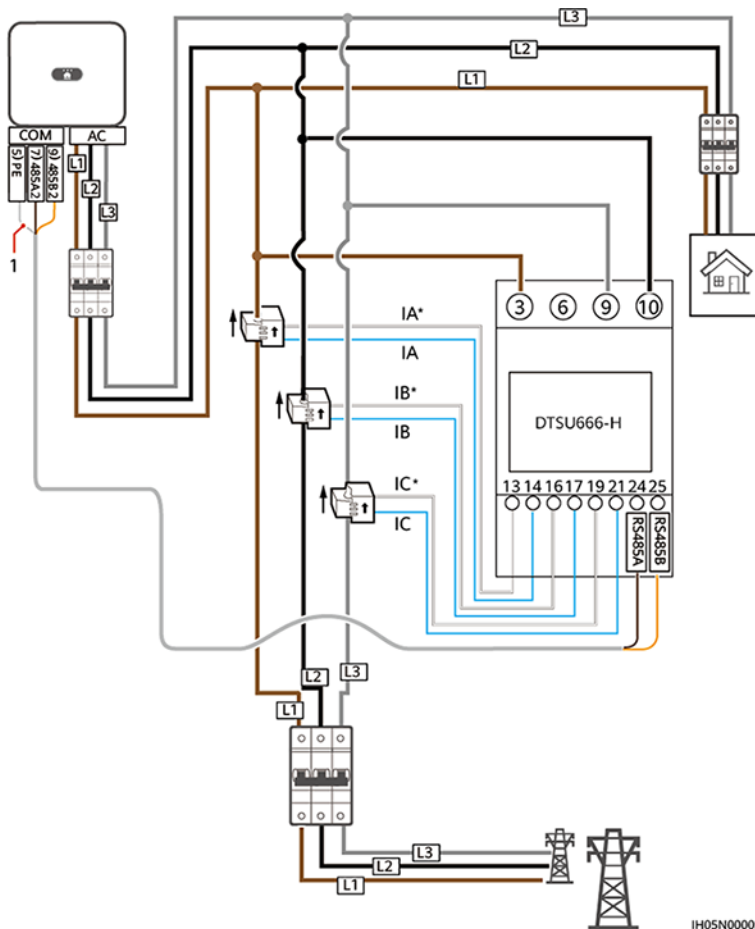 L3
L2
L1
COM
AC
5) PE
7) 485A2
9) 485B2
L1
L2
L3
1
3
6
9
10
IA*
IA
IB*
IB
DTSU666-H
IC*
IC
13 14 16 17 19 21 24 25
RS485A
RS485B
L2
L3
L1
L3
L2
L1
IH05N0000